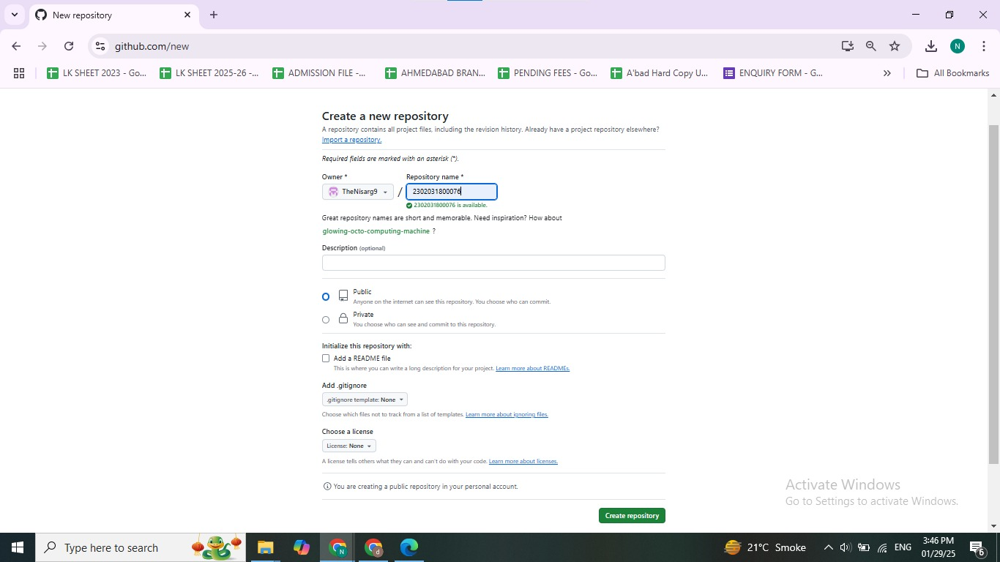 New repository
github.com/new
N
LK SHEET 2023 - Go...
LK SHEET 2025-26 -...
ADMISSION FILE -...
AHMEDABAD BRAN...
PENDING FEES - Go...
A'bad Hard Copy U...
ENQUIRY FORM - G...
All Bookmarks
Create a new repository
A repository contains all project files, including the revision history. Already have a project repository elsewhere?
Import a repository.
Required fields are marked with an asterisk (*).
Owner * Repository name *
TheNisarg9 / 2302031800076
2302031800076 is available.
Great repository names are short and memorable. Need inspiration? How about
glowing-octo-computing-machine ?
Description (optional)
Public
Anyone on the internet can see this repository. You choose who can commit.
Private
You choose who can see and commit to this repository.
Initialize this repository with:
Add a README file
This is where you can write a long description for your project. Learn more about READMEs.
Add .gitignore
.gitignore template: None
Choose which files not to track from a list of templates. Learn more about ignoring files.
Choose a license
License: None
A license tells others what they can and can't do with your code. Learn more about licenses.
You are creating a public repository in your personal account.
Create repository
Activate Windows
Go to Settings to activate Windows.
Type here to search
N
d
21°C Smoke
ENG
3:46 PM
01/29/25
6